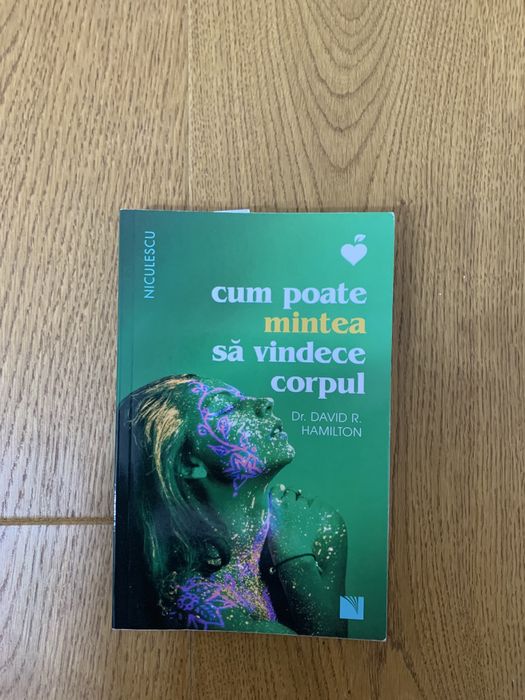 NICULESCU
cum poate
mintea
să vindece
corpul
Dr. DAVID R.
HAMILTON
N